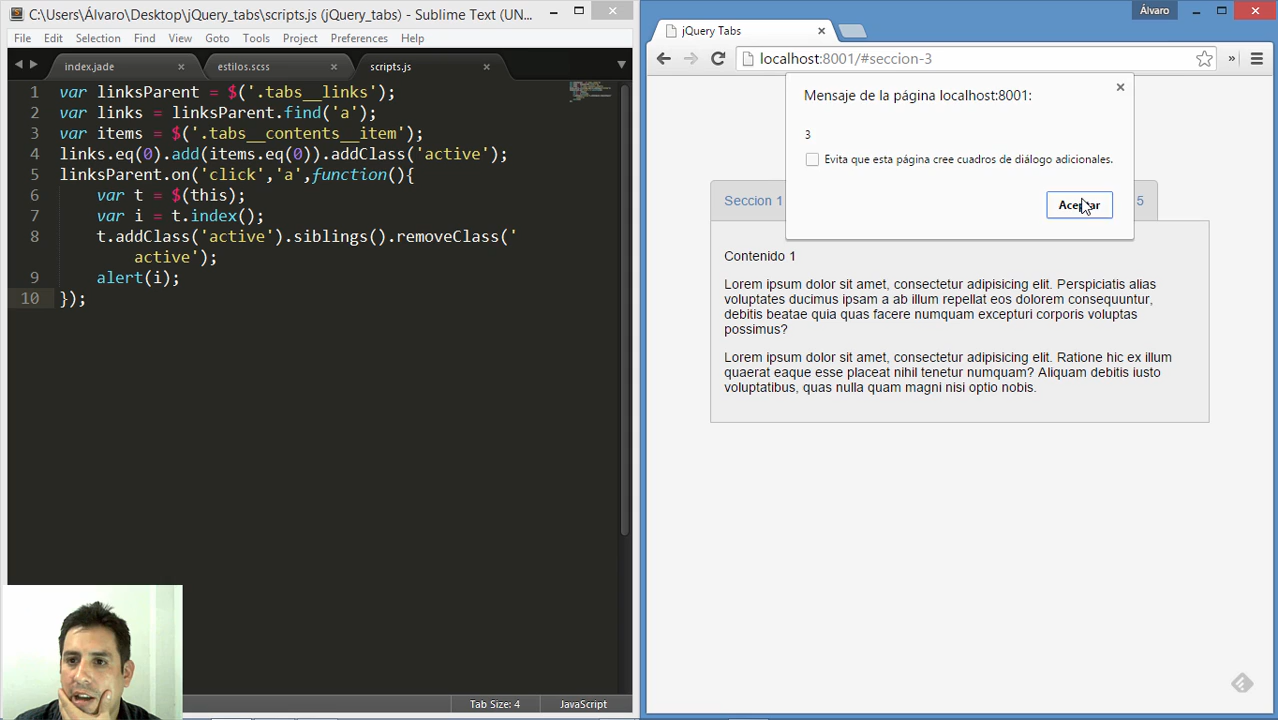 C:\Users\Álvaro\Desktop\jQuery_tabs\scripts.js (jQuery_tabs) - Sublime Text (UN...
File Edit Selection Find View Goto Tools Project Preferences Help
index.jade
estilos.scss
scripts.js
1 var linksParent = $('.tabs__links');
2 var links = linksParent.find('a');
3 var items = $('.tabs__contents__item');
4 links.eq(0).add(items.eq(0)).addClass('active');
5 linksParent.on('click','a',function(){
6 var t = $(this);
7 var i = t.index();
8 t.addClass('active').siblings().removeClass('
active');
9 alert(i);
10 });
Tab Size: 4 JavaScript
Álvaro
jQuery Tabs
localhost:8001/#seccion-3
Mensaje de la página localhost:8001:
3
Evita que esta página cree cuadros de diálogo adicionales.
Aceptar
Seccion 1
5
Contenido 1
Lorem ipsum dolor sit amet, consectetur adipisicing elit. Perspiciatis alias
voluptates ducimus ipsam a ab illum repellat eos dolorem consequuntur,
debitis beatae quia quas facere numquam excepturi corporis voluptas
possimus?
Lorem ipsum dolor sit amet, consectetur adipisicing elit. Ratione hic ex illum
quaerat eaque esse placeat nihil tenetur numquam? Aliquam debitis iusto
voluptatibus, quas nulla quam magni nisi optio nobis.